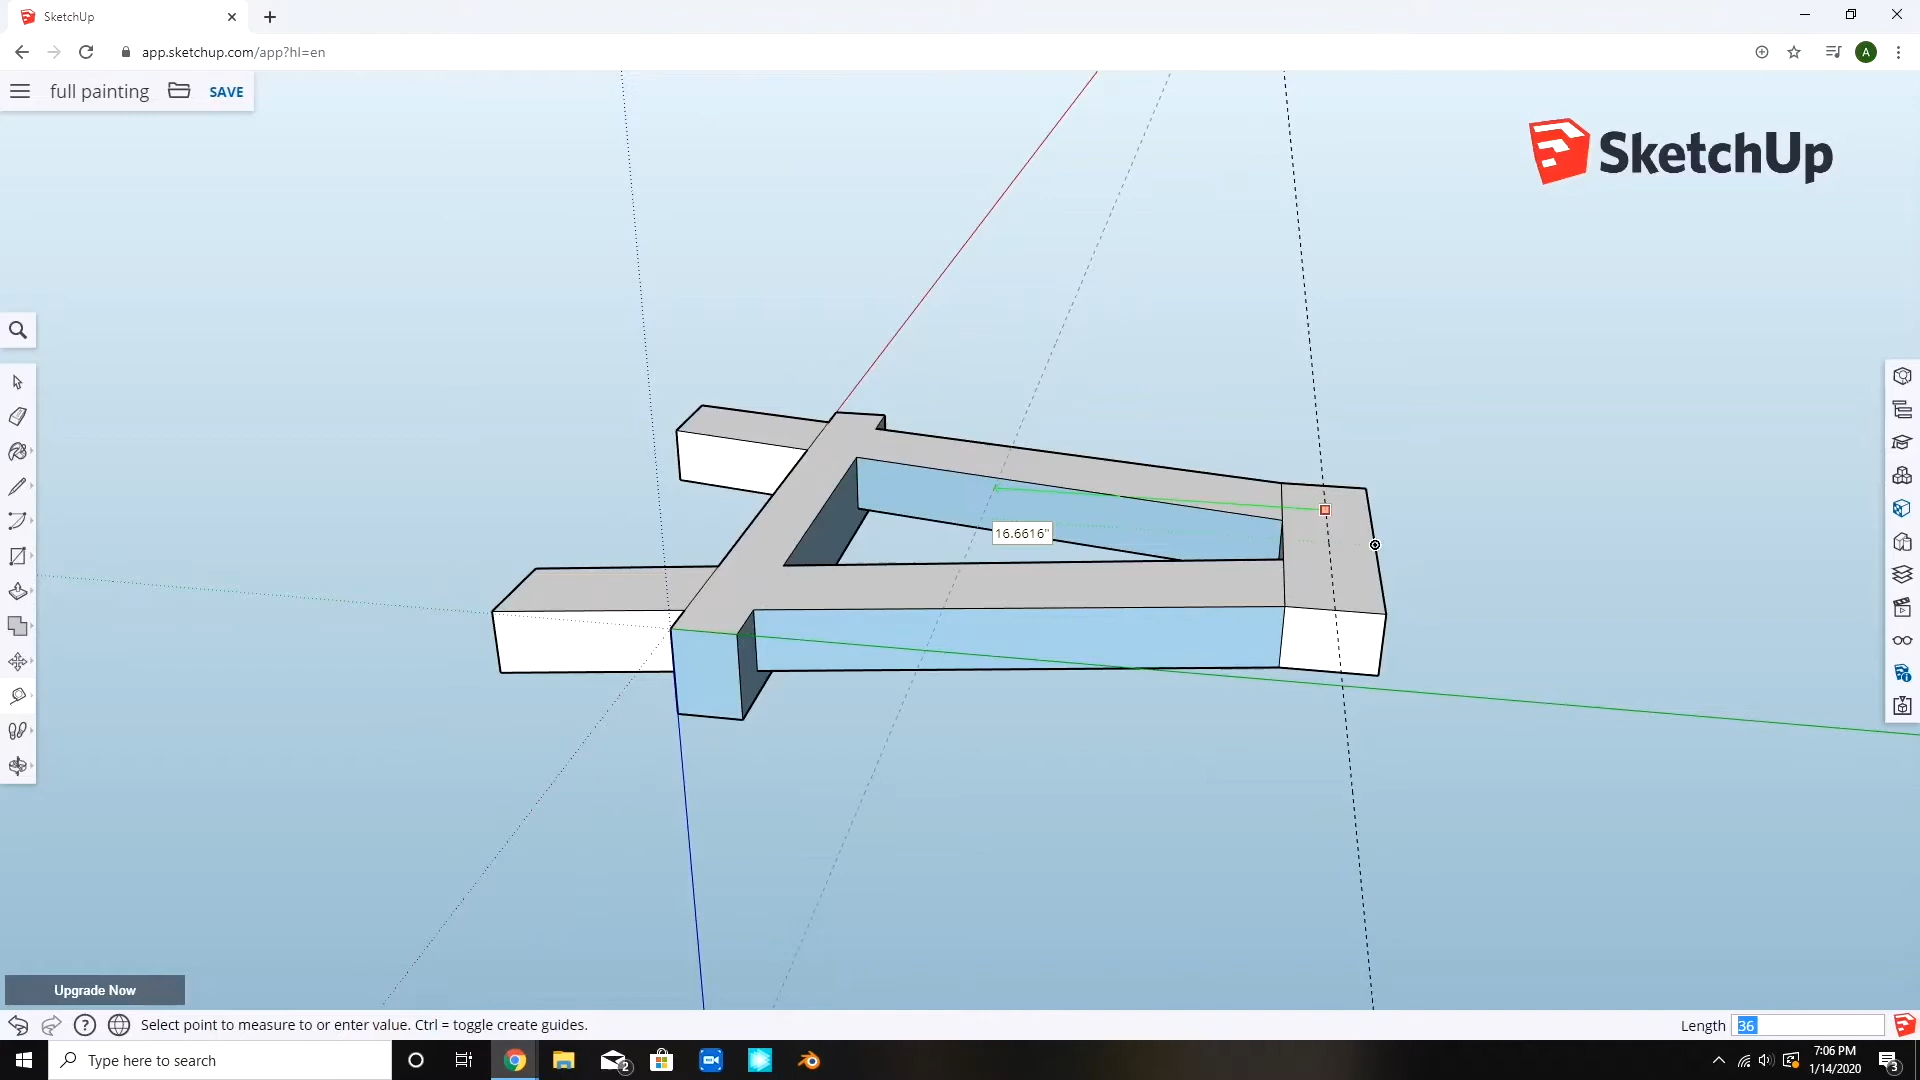 SketchUp
app.sketchup.com/app?hl=en
A
full painting
SAVE
SketchUp
16.6616"
Upgrade Now
Select point to measure to or enter value. Ctrl = toggle create guides.
Length 36
Type here to search
2
7:06 PM
1/14/2020
3